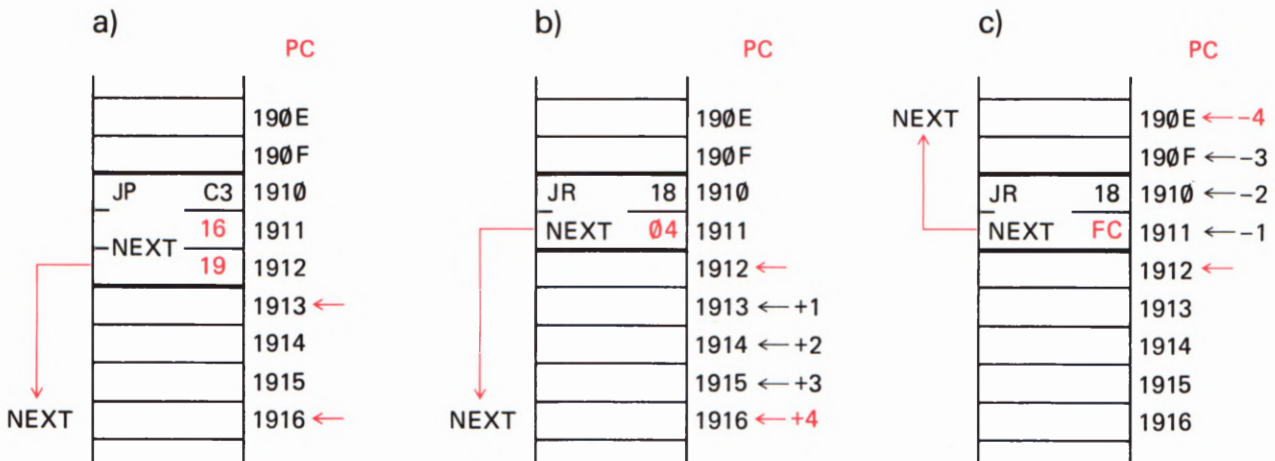 a)
PC
190E
190F
JP C3 1910
16 1911
NEXT
19 1912
1913 ←
1914
1915
NEXT 1916 ←
b)
PC
190E
190F
JR 18 1910
NEXT 04 1911
1912 ←
1913 ← +1
1914 ← +2
1915 ← +3
NEXT 1916 ← +4
c)
PC
NEXT 190E ← -4
190F ← -3
JR 18 1910 ← -2
NEXT FC 1911 ← -1
1912 ←
1913
1914
1915
1916